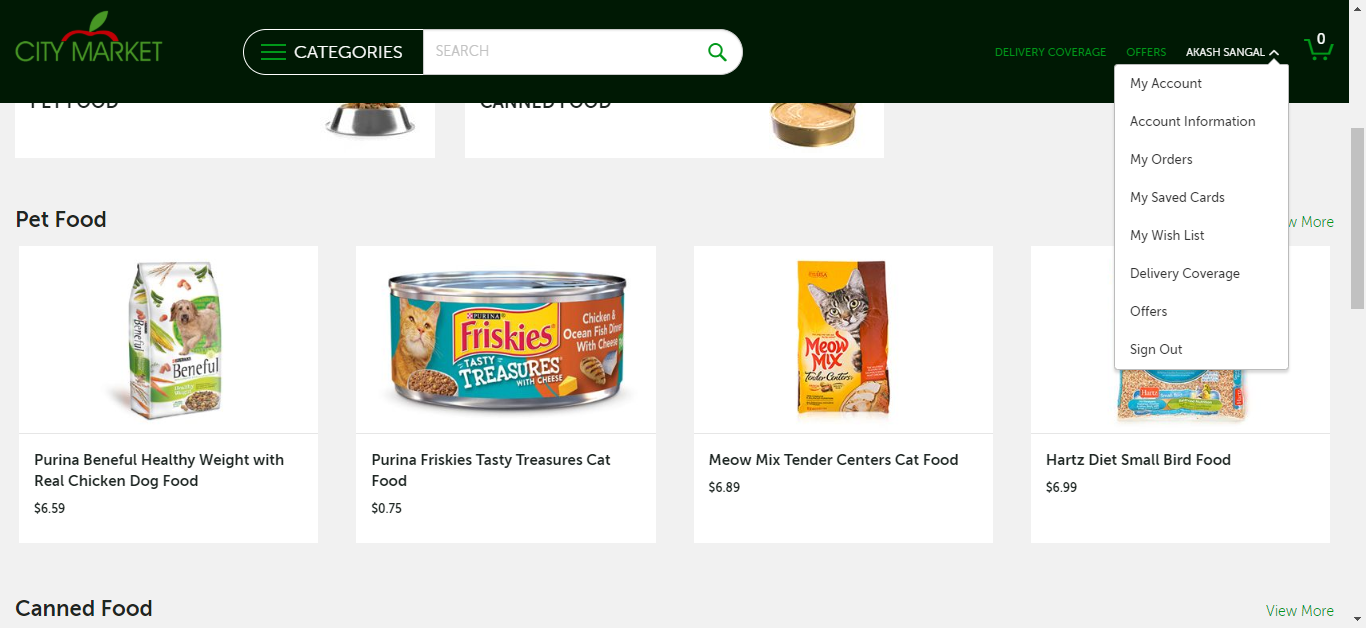 CITY MARKET
CATEGORIES
SEARCH
DELIVERY COVERAGE
OFFERS
AKASH SANGAL
0
My Account
Account Information
My Orders
My Saved Cards
My Wish List
Delivery Coverage
Offers
Sign Out
PET FOOD
CANNED FOOD
Pet Food
w More
PURINA
Beneful
Beneful
PURINA
Friskies
TASTY
TREASURES
WITH CHEESE
Chicken &
Ocean Fish Dinner
With Cheese
Meow
Mix
Tender Centers
Hartz
Purina Beneful Healthy Weight with
Real Chicken Dog Food
$6.59
Purina Friskies Tasty Treasures Cat
Food
$0.75
Meow Mix Tender Centers Cat Food
$6.89
Hartz Diet Small Bird Food
$6.99
Canned Food
View More